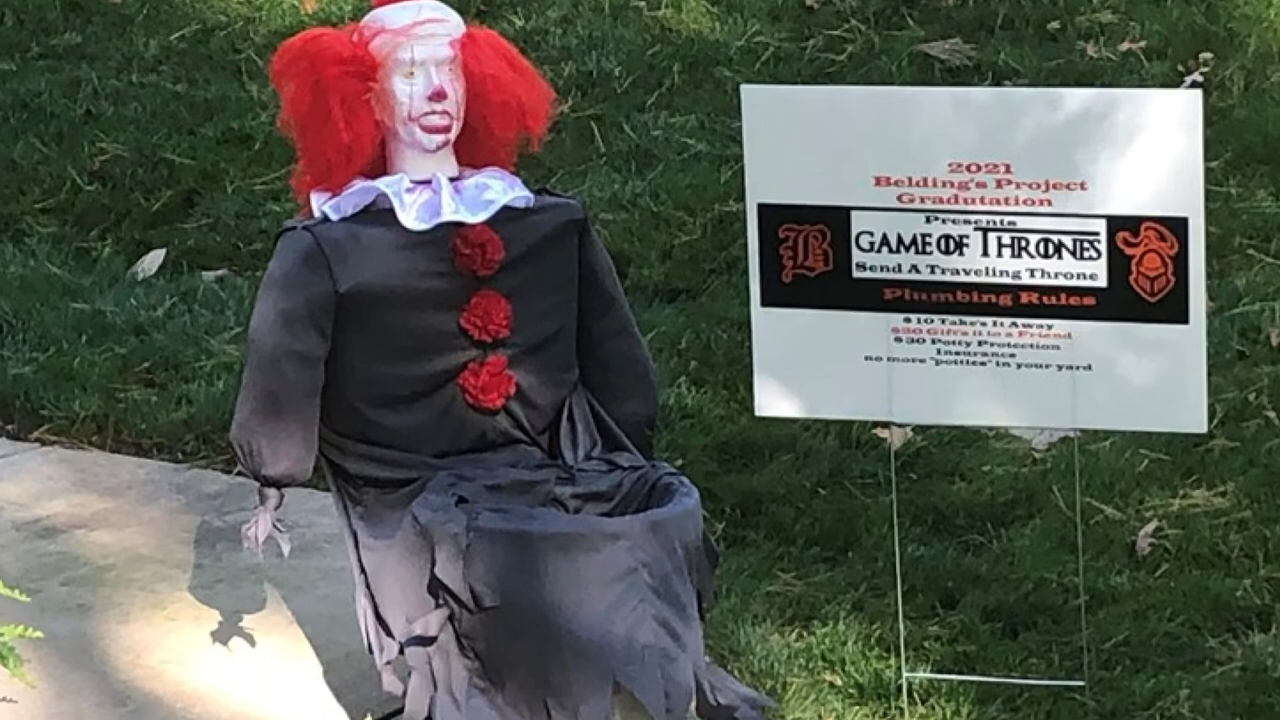 2021
Belding's Project
Gradutation
Presents
GAME OF THRONES
Send A Traveling Throne
Plumbing Rules
$10 Take's It Away
$20 Gift's it to a Friend
$30 Potty Protection
Insurance
no more "potties" in your yard
B